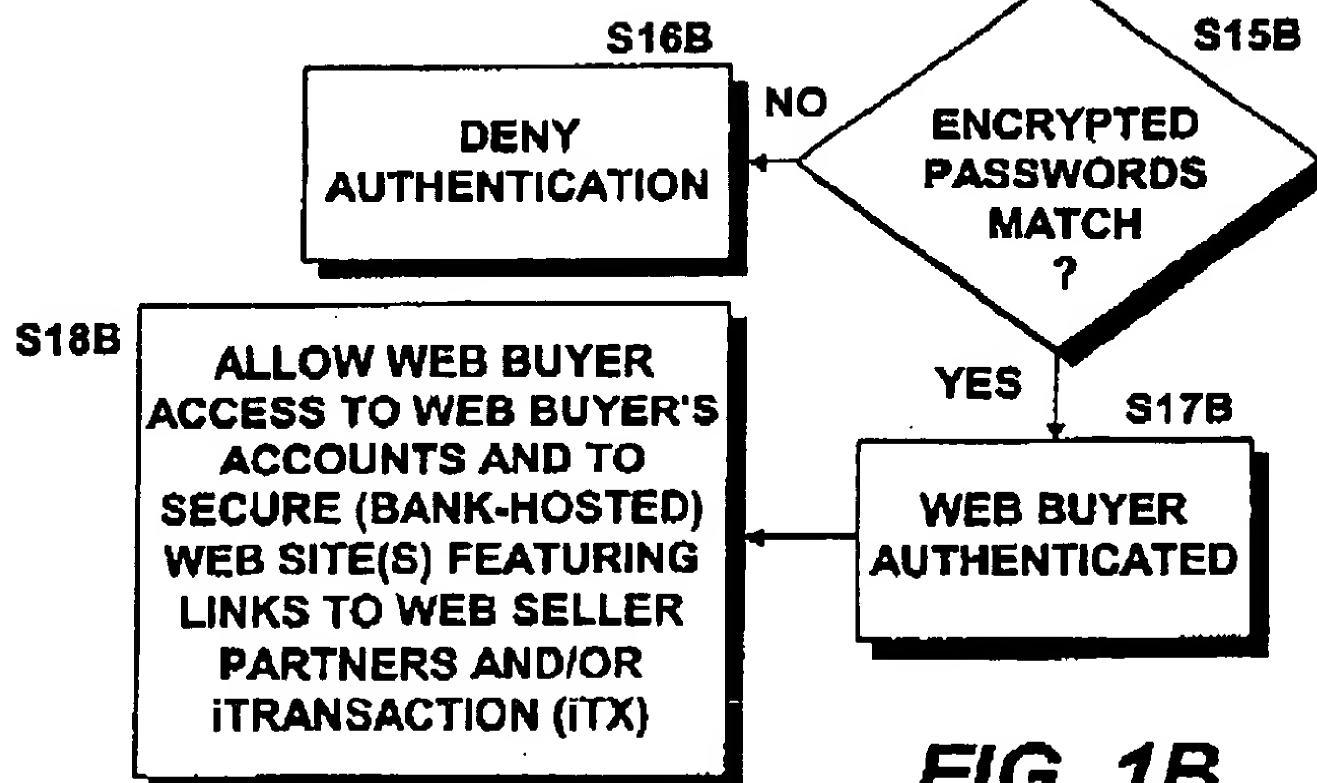 S16B
DENY
AUTHENTICATION
NO
S15B
ENCRYPTED
PASSWORDS
MATCH
?
YES
S17B
WEB BUYER
AUTHENTICATED
S18B
ALLOW WEB BUYER
ACCESS TO WEB BUYER'S
ACCOUNTS AND TO
SECURE (BANK-HOSTED)
WEB SITE(S) FEATURING
LINKS TO WEB SELLER
PARTNERS AND/OR
iTRANSACTION (iTX)
FIG. 1B